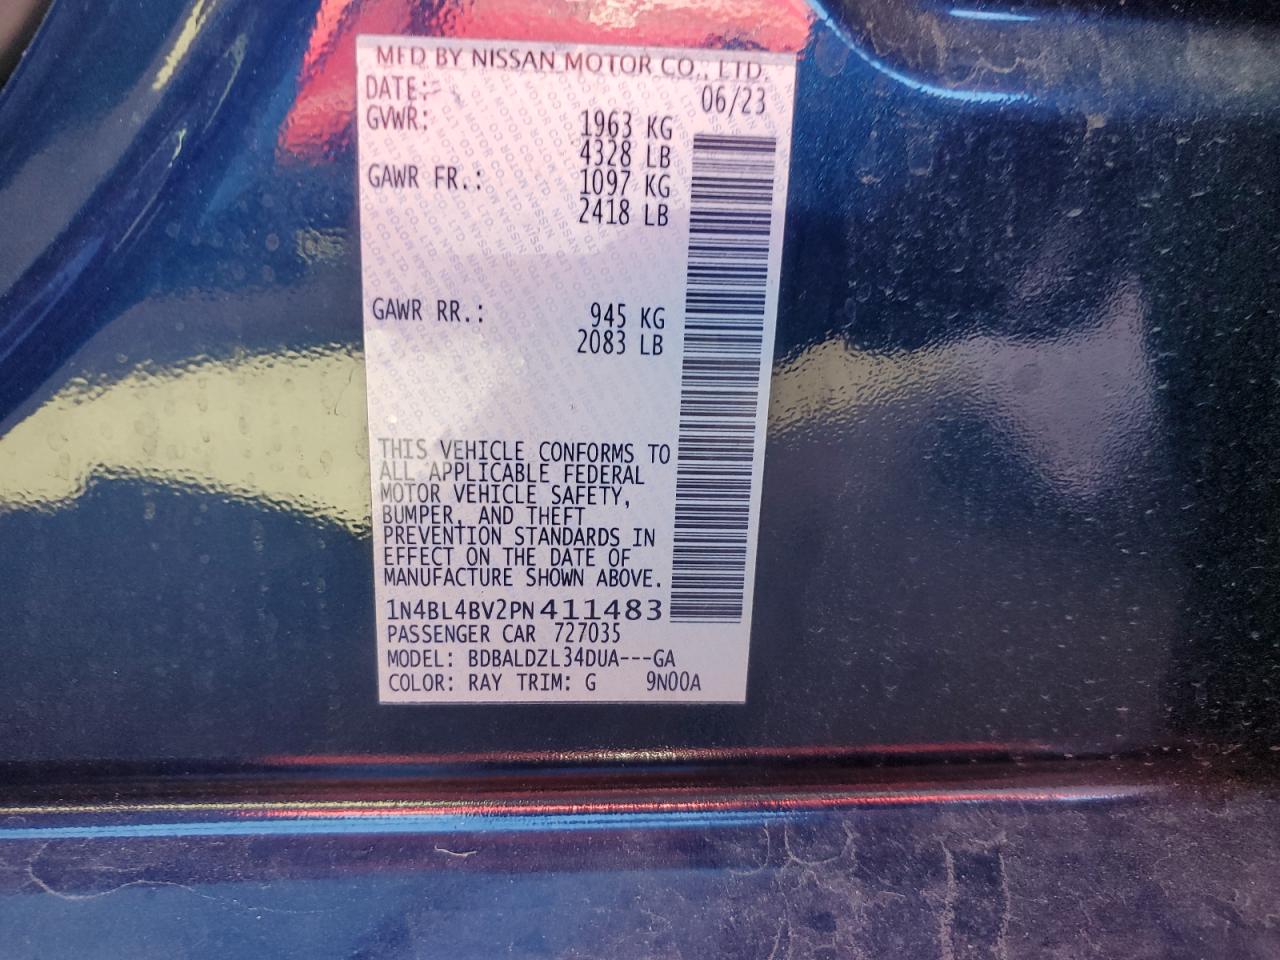 MFD BY NISSAN MOTOR CO., LTD.
DATE: 06/23
GVWR: 1963 KG
4328 LB
GAWR FR.: 1097 KG
2418 LB
GAWR RR.: 945 KG
2083 LB
THIS VEHICLE CONFORMS TO
ALL APPLICABLE FEDERAL
MOTOR VEHICLE SAFETY,
BUMPER, AND THEFT
PREVENTION STANDARDS IN
EFFECT ON THE DATE OF
MANUFACTURE SHOWN ABOVE.
1N4BL4BV2PN411483
PASSENGER CAR 727035
MODEL: BDBALDZL34DUA---GA
COLOR: RAY TRIM: G 9N00A